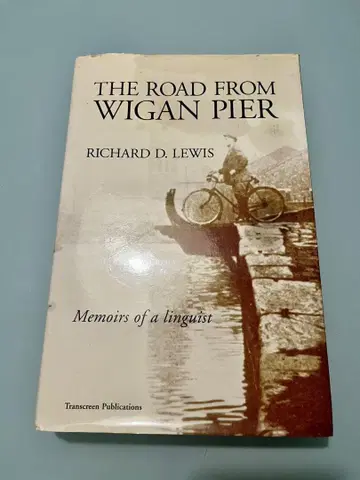 THE ROAD FROM
WIGAN PIER
RICHARD D. LEWIS
Memoirs of a linguist
Transcreen Publications